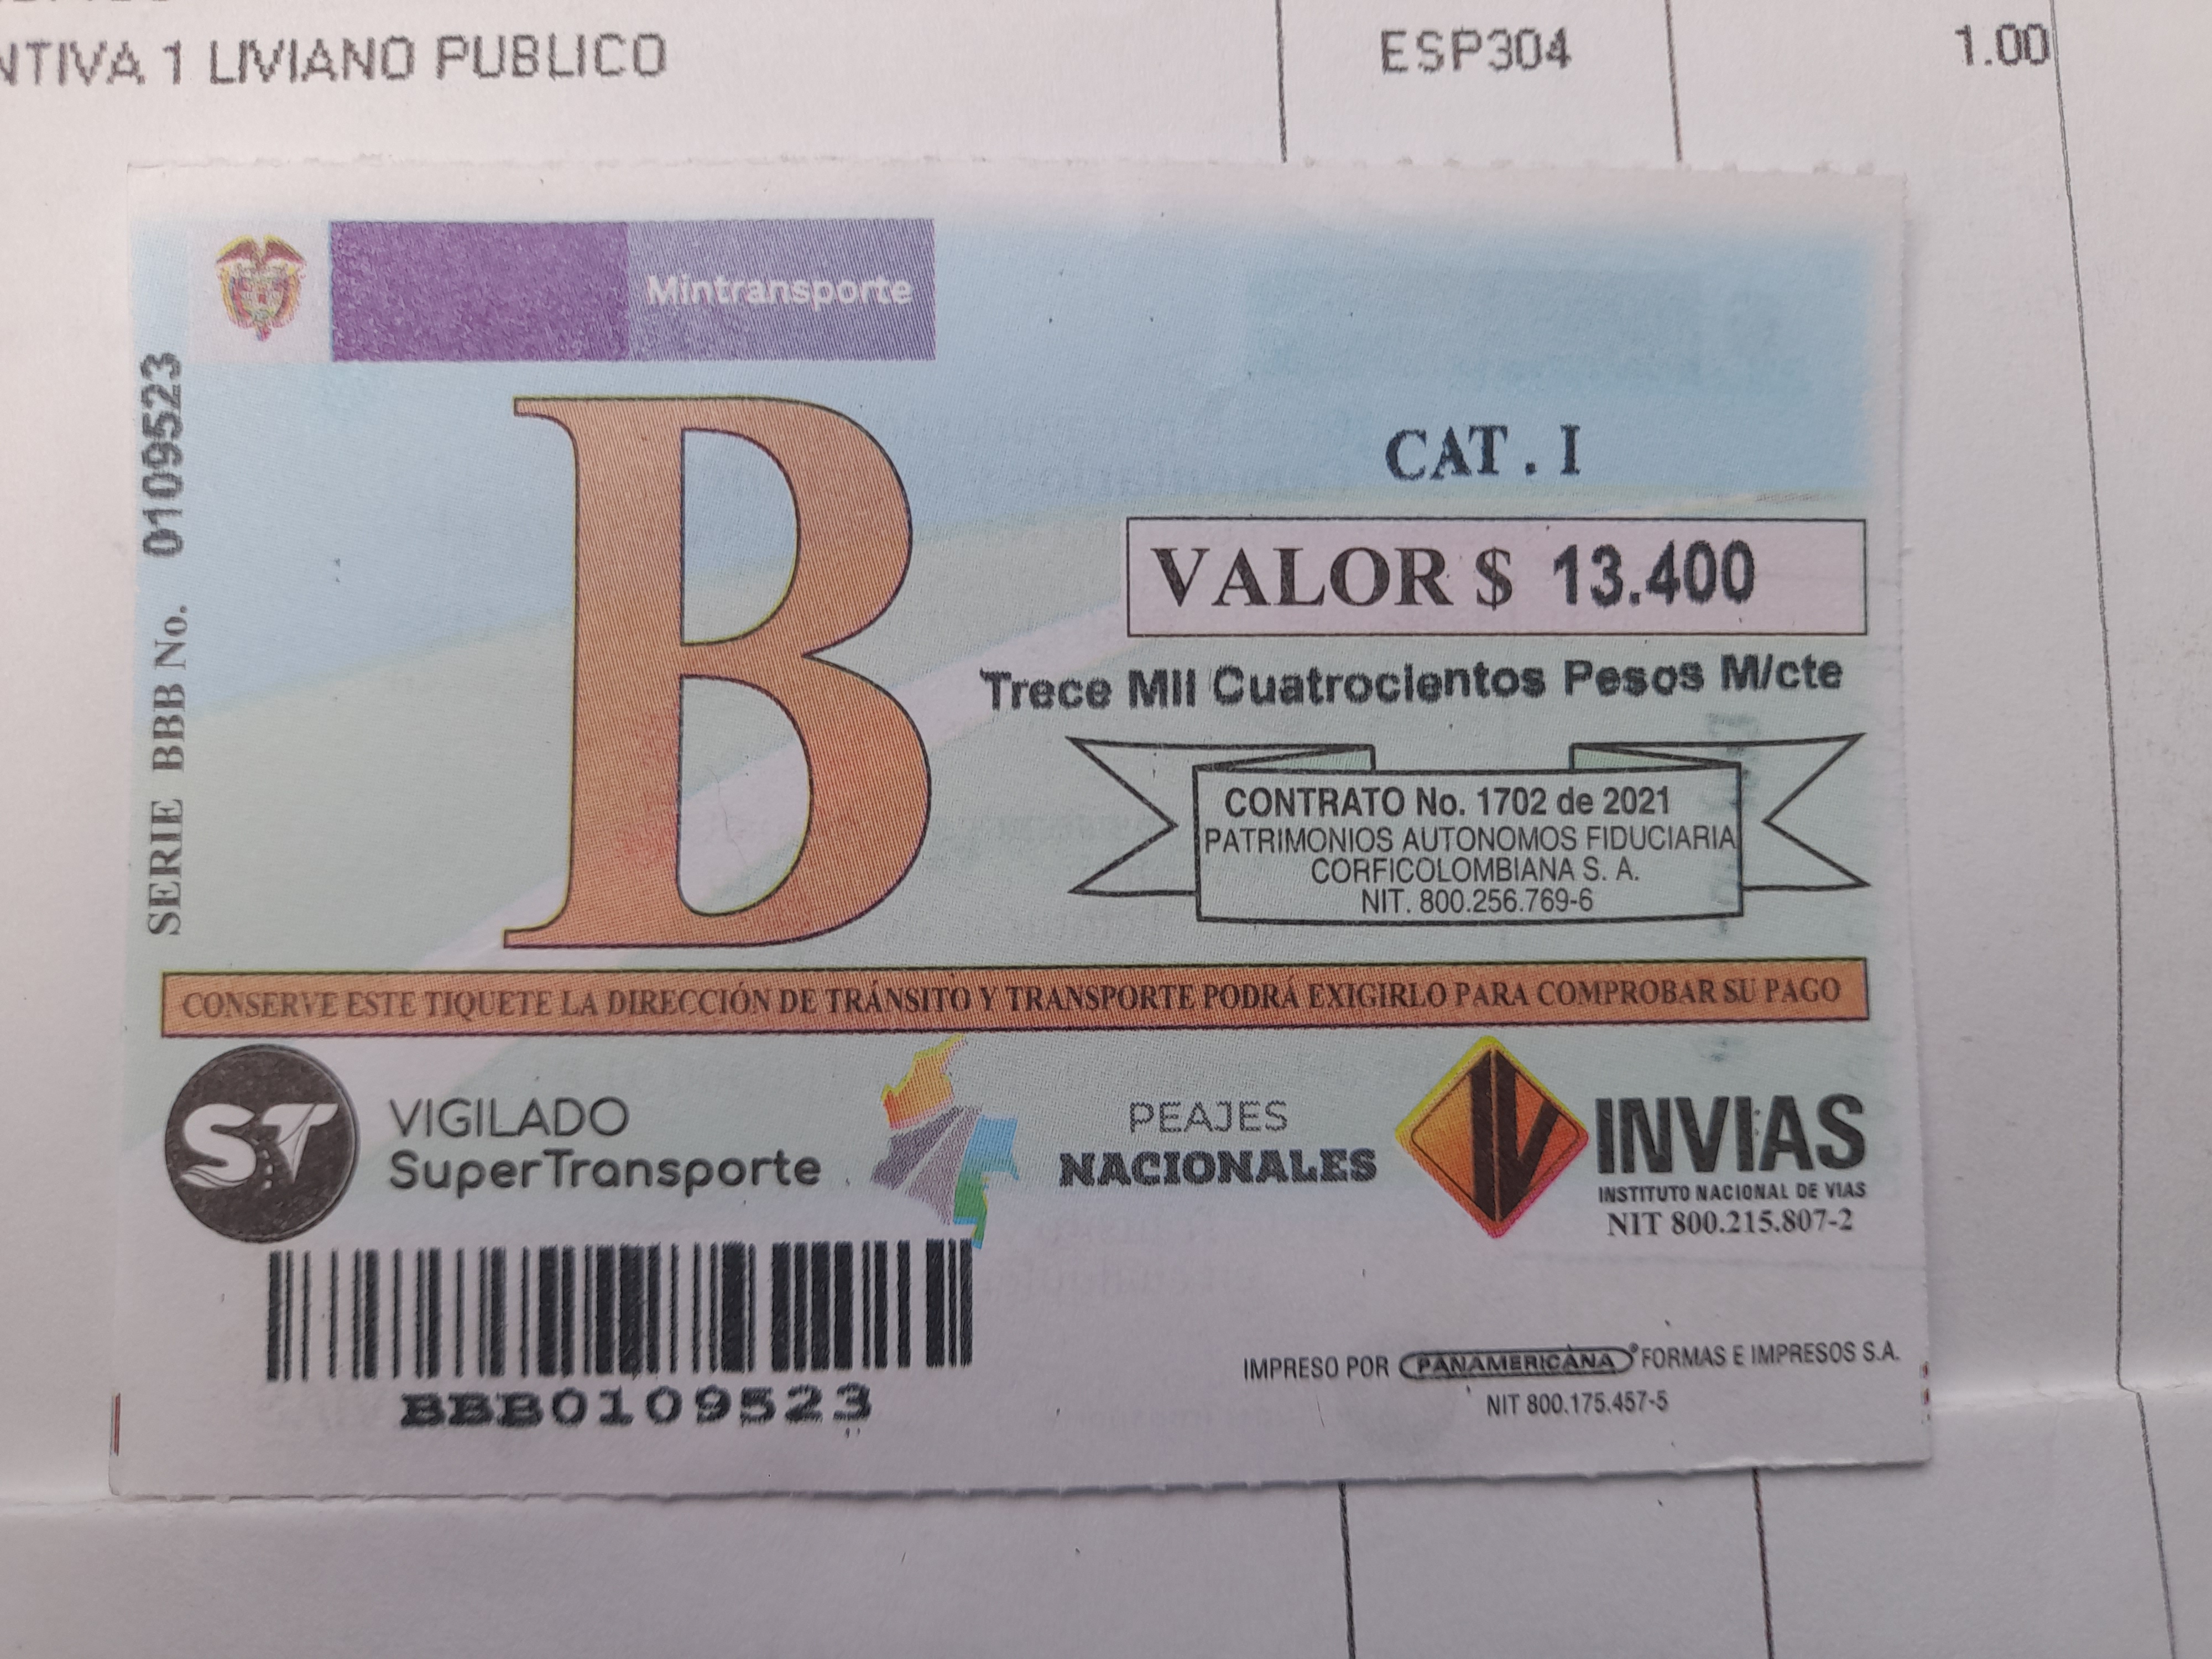 NTIVA 1 LIVIANO PUBLICO ESP304 1.00
Mintransporte
SERIE BBB No. 0109523
B
CAT. I
VALOR $ 13.400
Trece Mil Cuatrocientos Pesos M/cte
CONTRATO No. 1702 de 2021
PATRIMONIOS AUTONOMOS FIDUCIARIA
CORFICOLOMBIANA S. A.
NIT. 800.256.769-6
CONSERVE ESTE TIQUETE LA DIRECCIÓN DE TRÁNSITO Y TRANSPORTE PODRÁ EXIGIRLO PARA COMPROBAR SU PAGO
ST
VIGILADO
SuperTransporte
PEAJES
NACIONALES
INVIAS
INSTITUTO NACIONAL DE VIAS
NIT 800.215.807-2
BBB0109523
IMPRESO POR PANAMERICANA® FORMAS E IMPRESOS S.A.
NIT 800.175.457-5